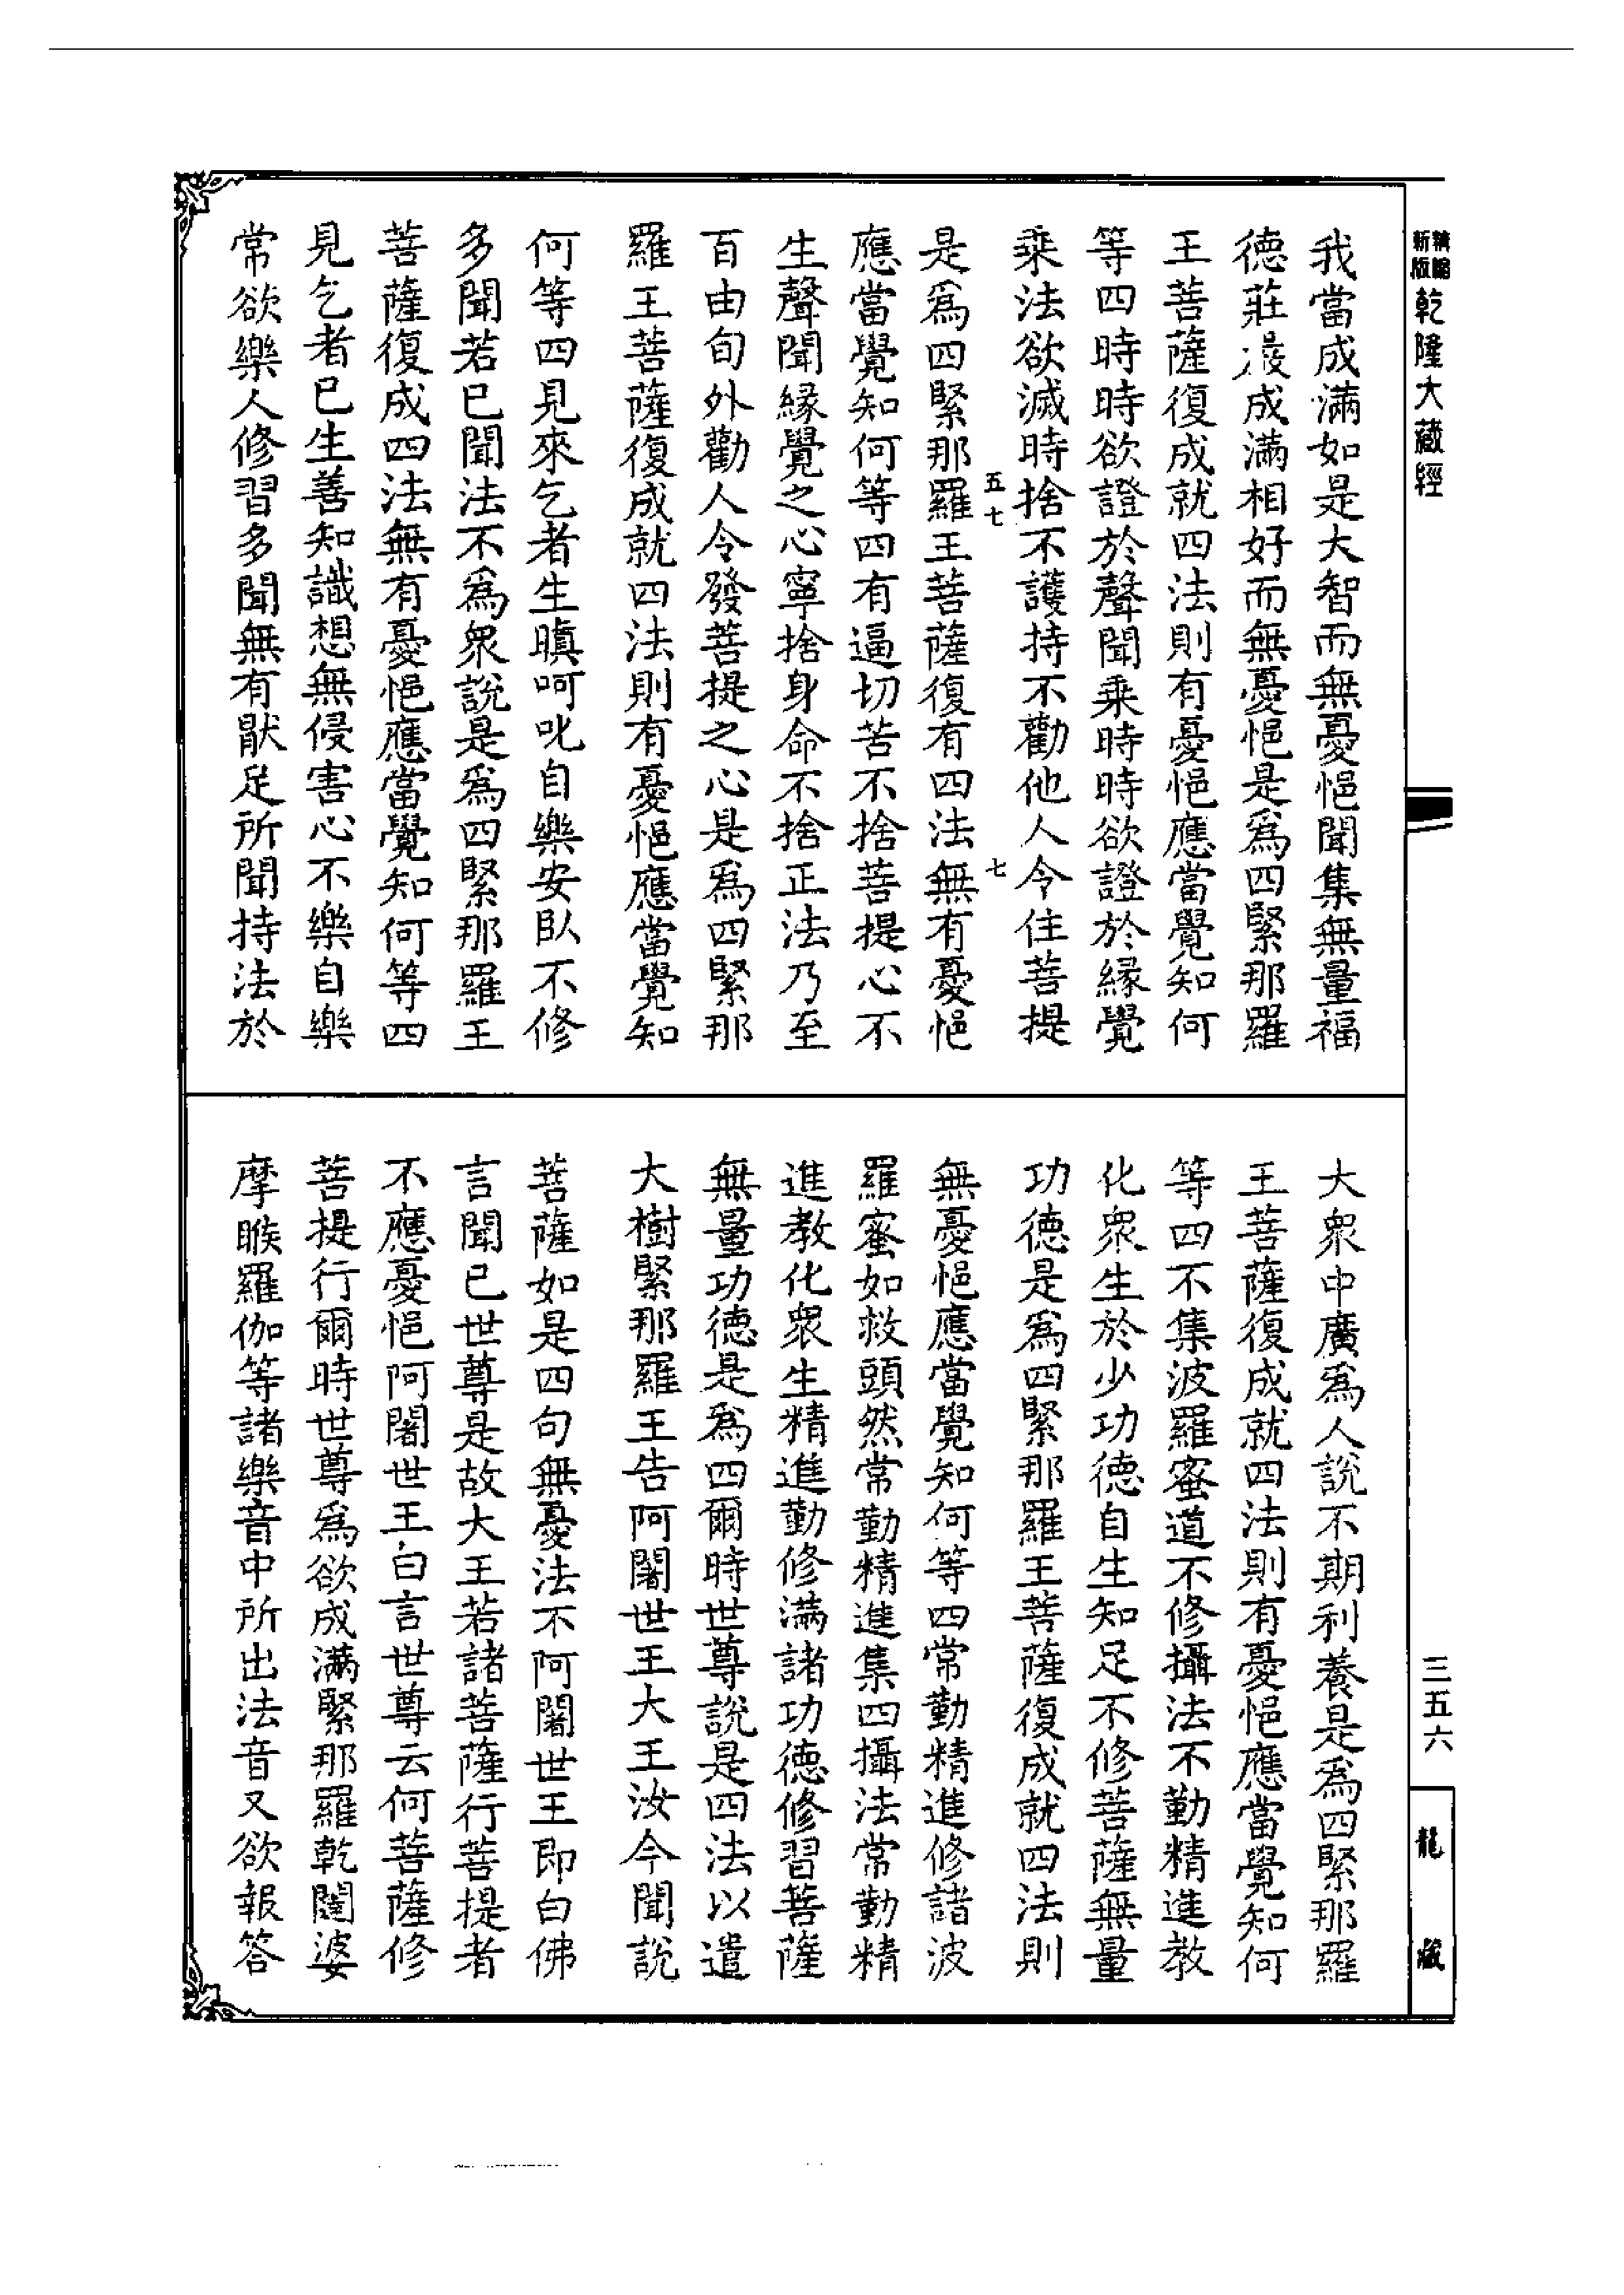 精縮新版乾隆大藏經
我當成滿如是大智而無憂悒聞集無量福
德莊嚴成滿相好而無憂悒是爲四緊那羅
王菩薩復成就四法則有憂悒應當覺知何
等四時時欲證於聲聞乘時時欲證於緣覺
乘法欲滅時捨不護持不勸他人令住菩提
五七
七
是爲四緊那羅王菩薩復有四法無有憂悒
應當覺知何等四有逼切苦不捨菩提心不
生聲聞緣覺之心寧捨身命不捨正法乃至
百由旬外勸人令發菩提之心是爲四緊那
羅王菩薩復成就四法則有憂悒應當覺知
何等四見來乞者生瞋呵叱自樂安臥不修
多聞若已聞法不爲衆說是爲四緊那羅王
菩薩復成四法無有憂悒應當覺知何等四
見乞者已生善知識想無侵害心不樂自樂
常欲樂人修習多聞無有猒足所聞持法於
大衆中廣爲人說不期利養是爲四緊那羅
王菩薩復成就四法則有憂悒應當覺知何
等四不集波羅蜜道不修攝法不勤精進教
化衆生於少功德自生知足不修菩薩無量
功德是爲四緊那羅王菩薩復成就四法則
無憂悒應當覺知何等四常勤精進修諸波
羅蜜如救頭然常勤精進集四攝法常勤精
進教化衆生精進勤修滿諸功德修習菩薩
無量功德是爲四爾時世尊說是四法以遣
大樹緊那羅王告阿闍世王大王汝今聞說
菩薩如是四句無憂法不阿闍世王即白佛
言聞已世尊是故大王若諸菩薩行菩提者
不應憂悒阿闍世王白言世尊云何菩薩修
菩提行爾時世尊爲欲成滿緊那羅乾闥婆
摩睺羅伽等諸樂音中所出法音又欲報答
三五六
龍藏